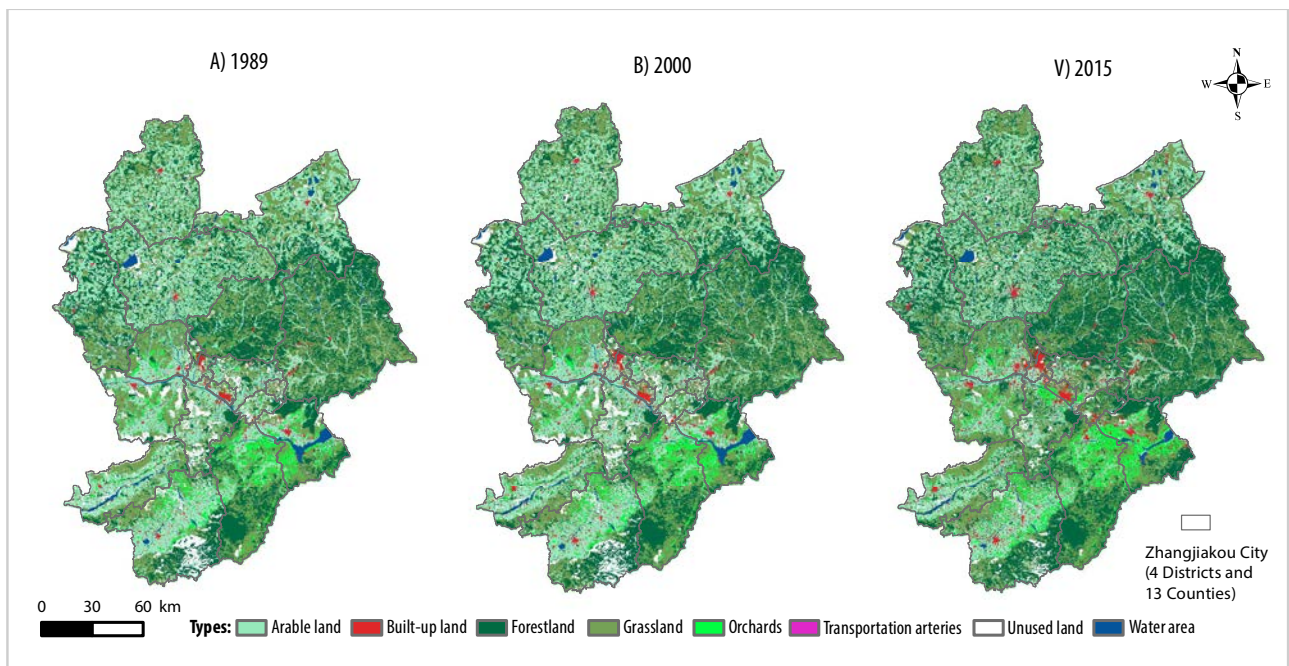 A) 1989
B) 2000
V) 2015
N
W
E
S
Zhangjiakou City
(4 Districts and
13 Counties)
0 30 60 km
Types: Arable land Built-up land Forestland Grassland Orchards Transportation arteries Unused land Water area